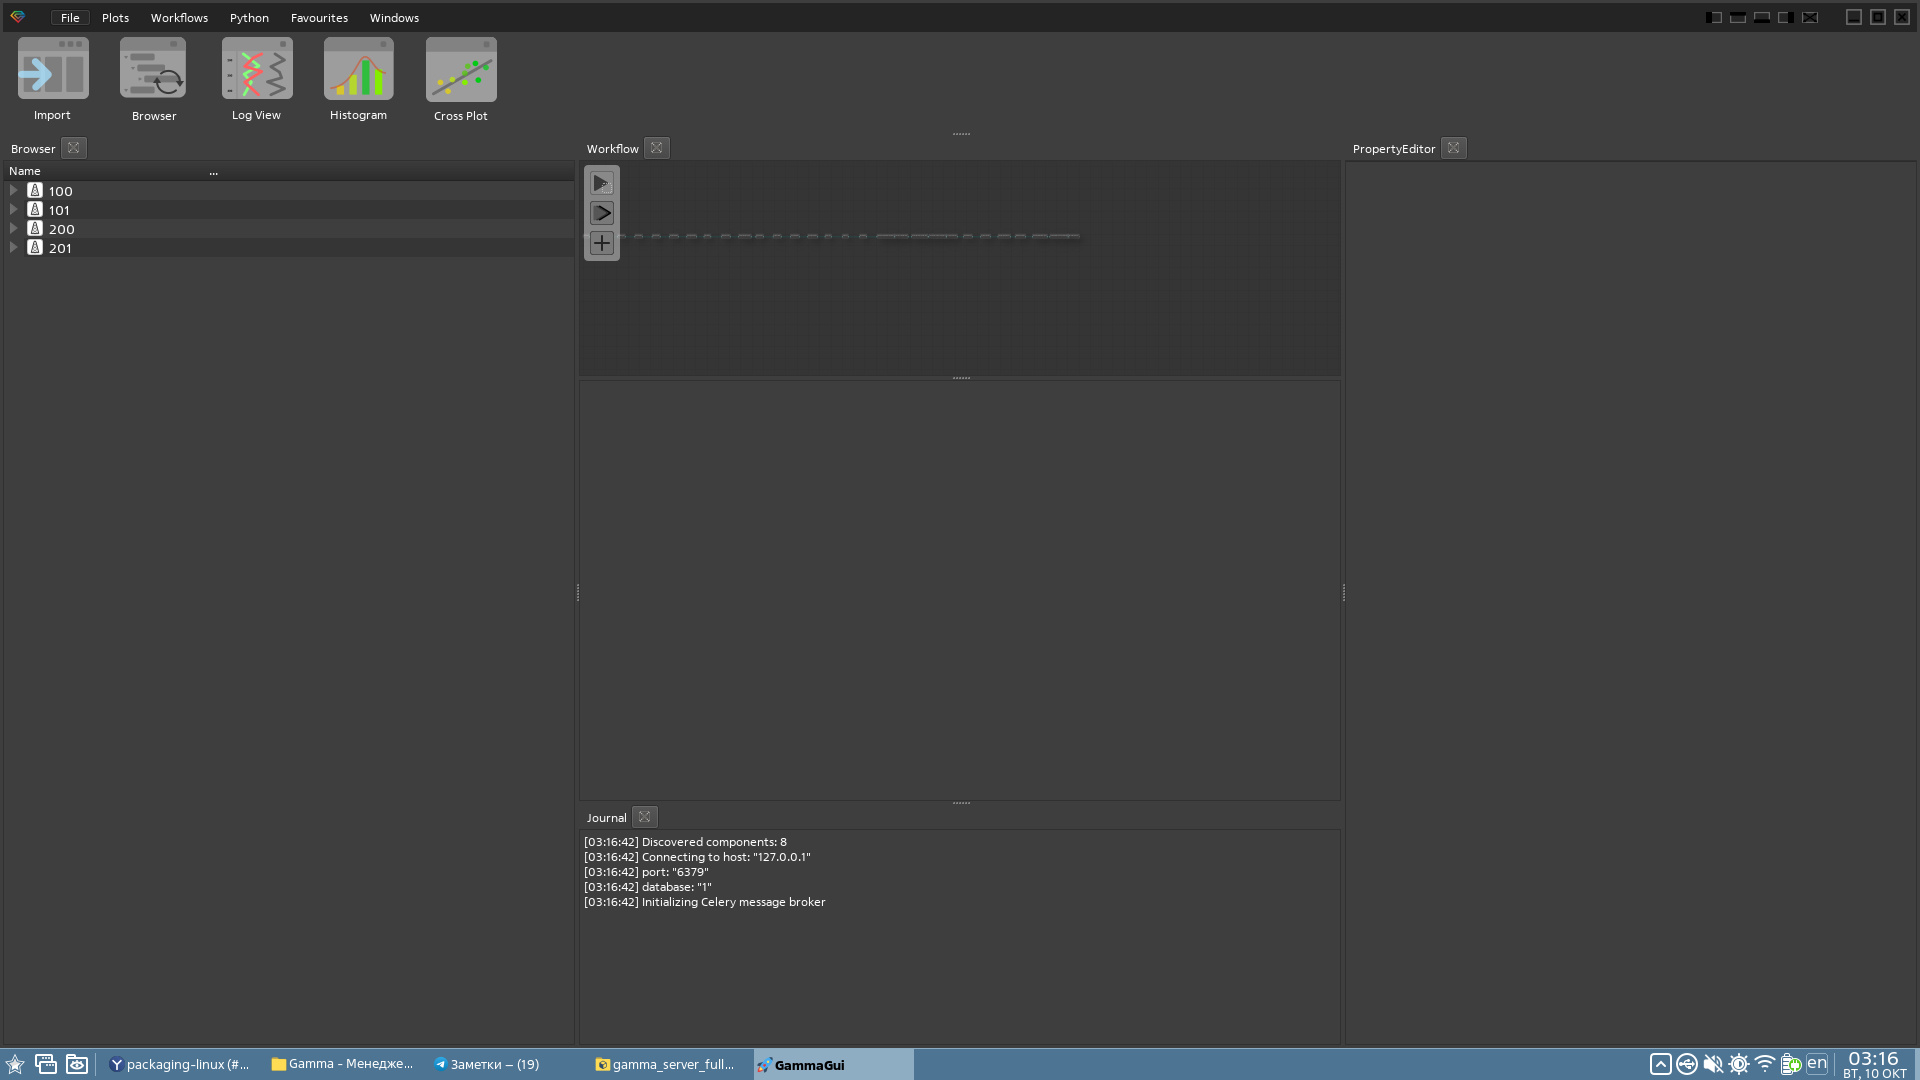 File Plots Workflows Python Favourites Windows
Import Browser Log View Histogram Cross Plot
Browser
Name ...
100
101
200
201
Workflow
PropertyEditor
Journal
[03:16:42] Discovered components: 8
[03:16:42] Connecting to host: "127.0.0.1"
[03:16:42] port: "6379"
[03:16:42] database: "1"
[03:16:42] Initializing Celery message broker
packaging-linux (#... Gamma - Менедже... Заметки – (19) gamma_server_full... GammaGui en 03:16
ВТ, 10 ОКТ